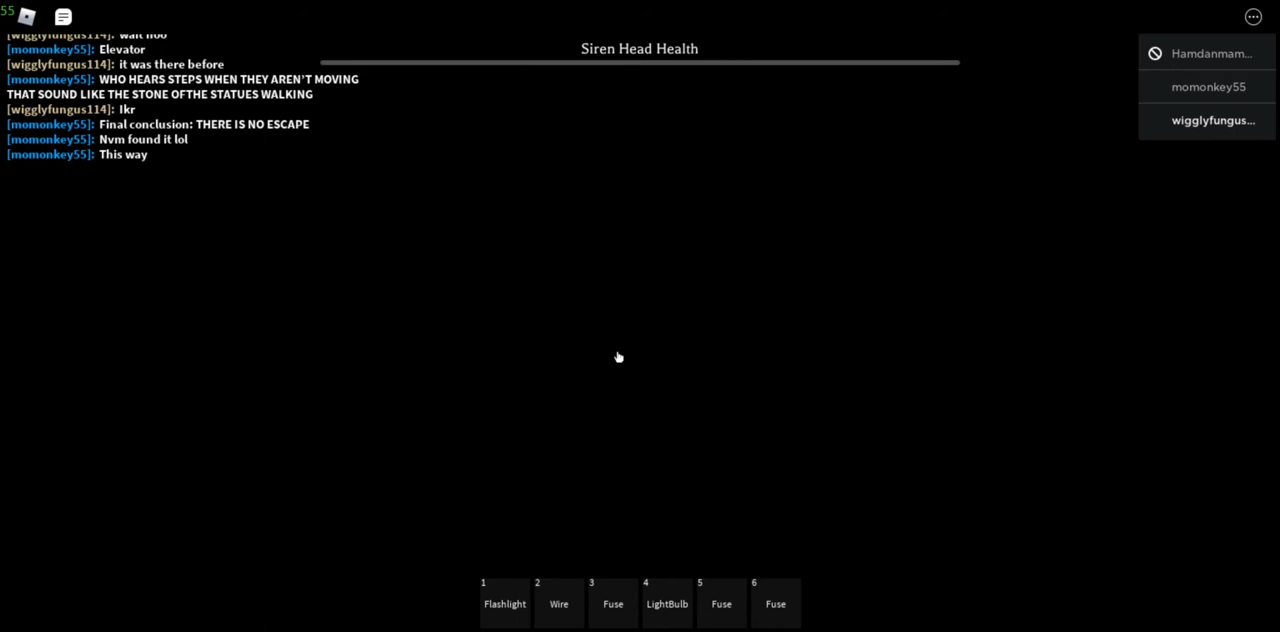 55
[wigglyfungus114]: wait noo
[momonkey55]: Elevator
[wigglyfungus114]: it was there before
[momonkey55]: WHO HEARS STEPS WHEN THEY AREN'T MOVING
THAT SOUND LIKE THE STONE OFTHE STATUES WALKING
[wigglyfungus114]: Ikr
[momonkey55]: Final conclusion: THERE IS NO ESCAPE
[momonkey55]: Nvm found it lol
[momonkey55]: This way
Siren Head Health
Hamdanmam...
momonkey55
wigglyfungus...
1 2 3 4 5 6
Flashlight Wire Fuse LightBulb Fuse Fuse